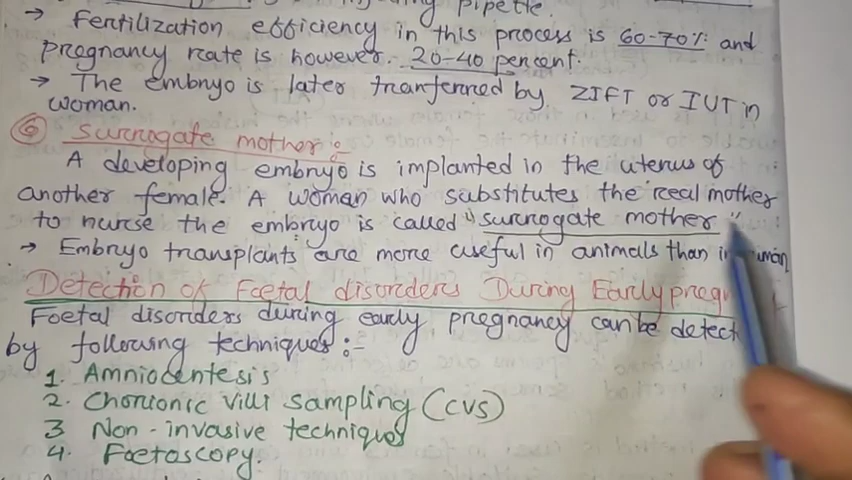 pipette.
→ Fertilization efficiency in this process is 60-70% and
pregnancy rate is however. 20-40 percent.
→ The embryo is later tranferred by ZIFT or IUT in
woman.
⑥ Surrogate mother :-
A developing embryo is implanted in the uterus of
another female. A woman who substitutes the real mother
to nurse the embryo is called "surrogate mother"
→ Embryo transplants are more useful in animals than in
Detection of Foetal disorders During Early
Foetal disorders during early pregnancy can be
by following techniques :-
1. Amniocentesis
2. Chorionic villi sampling (CVS)
3 Non-invasive techniques
4. Foetoscopy.